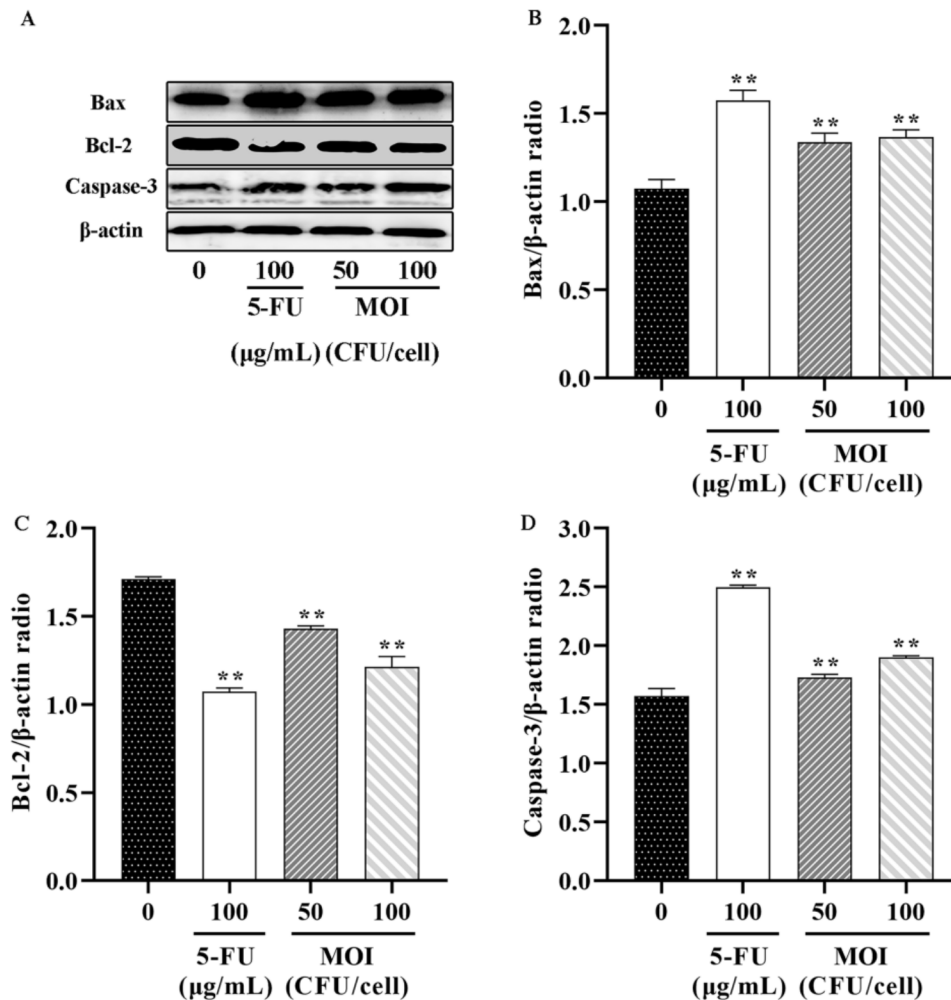 A
Bax
Bcl-2
Caspase-3
β-actin
0 100 50 100
5-FU MOI
(μg/mL) (CFU/cell)
B
Bax/β-actin radio
2.0
1.5
1.0
0.5
0.0
** ** **
0 100 50 100
5-FU MOI
(μg/mL) (CFU/cell)
C
Bcl-2/β-actin radio
2.0
1.5
1.0
0.5
0.0
** ** **
0 100 50 100
5-FU MOI
(μg/mL) (CFU/cell)
D
Caspase-3/β-actin radio
3.0
2.5
2.0
1.5
1.0
0.5
0.0
** ** **
0 100 50 100
5-FU MOI
(μg/mL) (CFU/cell)